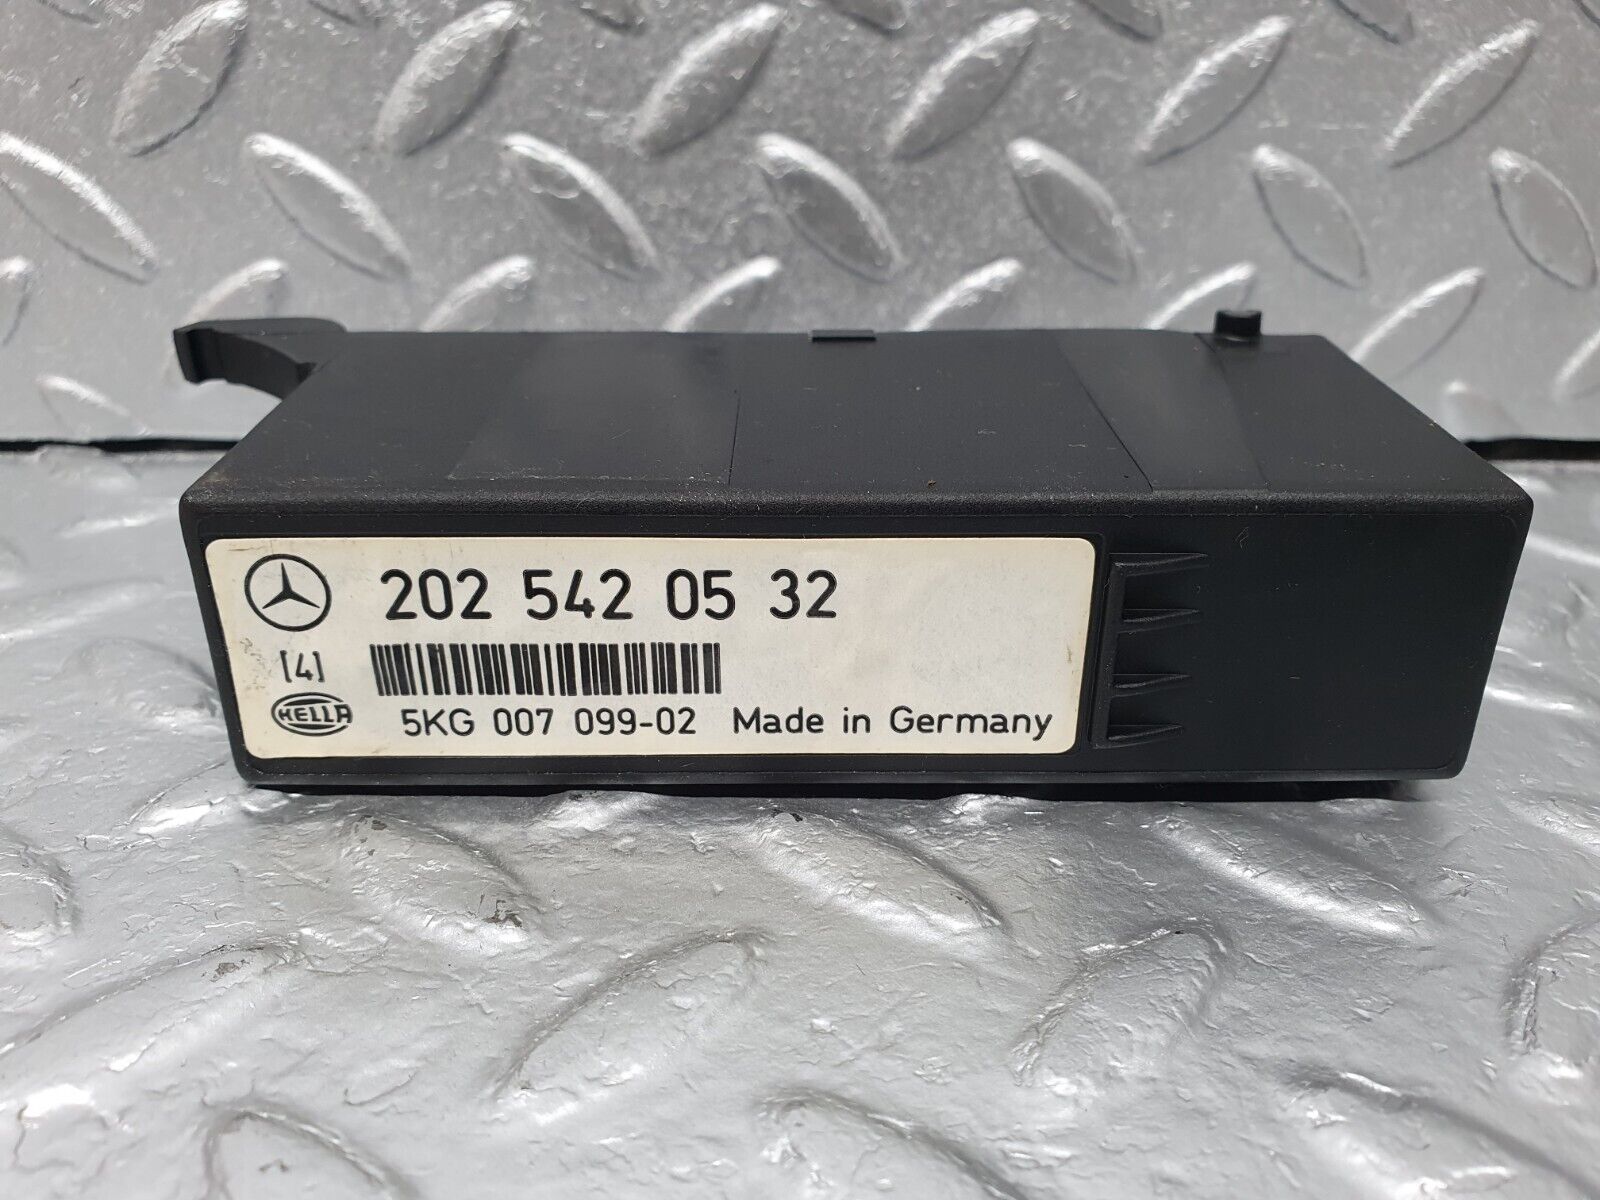 202 542 05 32
[4]
HELLA
5KG 007 099-02 Made in Germany